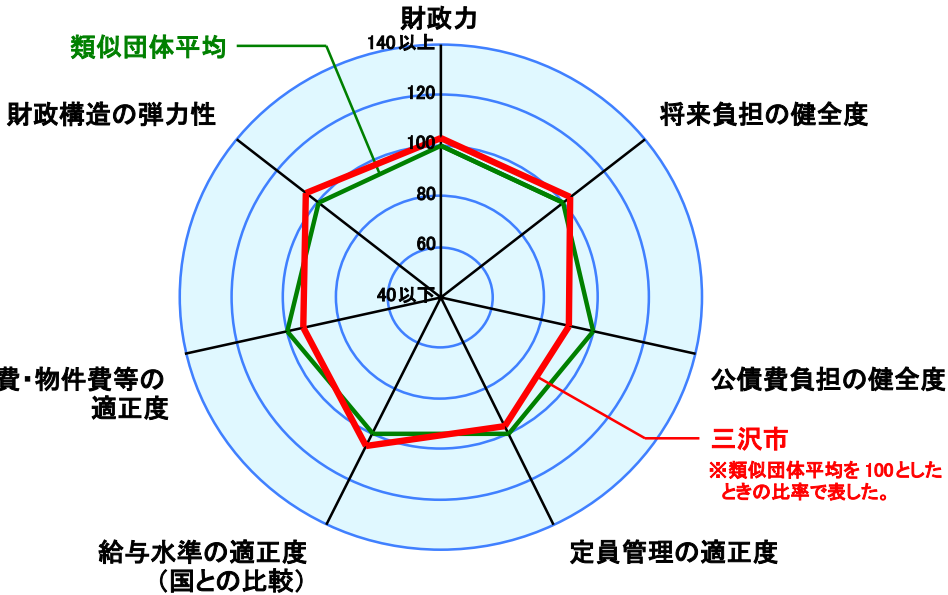 財政力
140以上
類似団体平均
120
財政構造の弾力性
将来負担の健全度
100
80
60
40以下
費・物件費等の
適正度
公債費負担の健全度
三沢市
※類似団体平均を100とした
ときの比率で表した。
給与水準の適正度
（国との比較）
定員管理の適正度